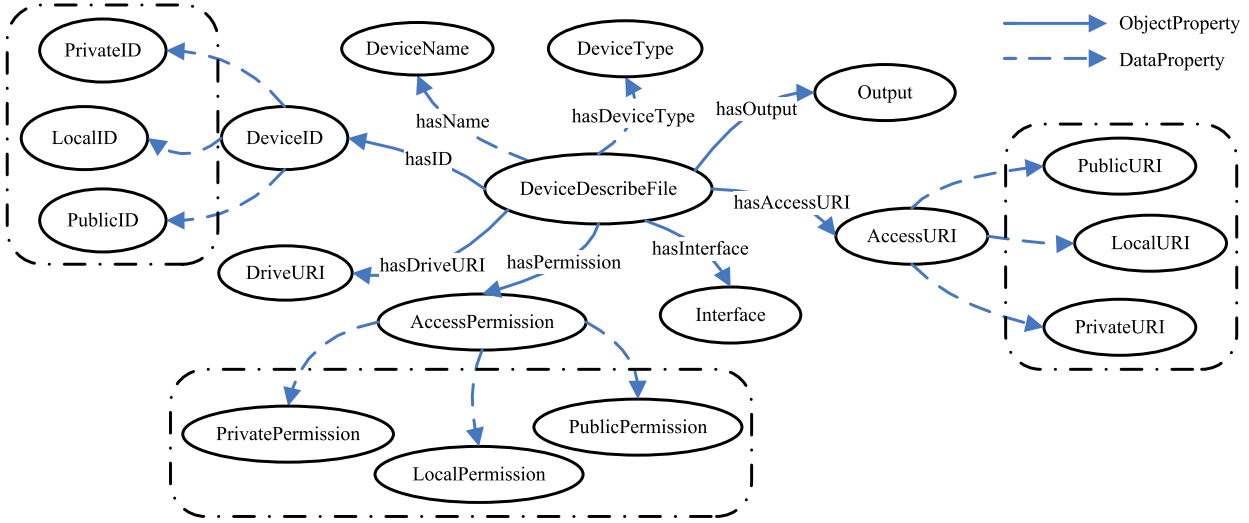 PrivateID
DeviceName
DeviceType
ObjectProperty
DataProperty
hasOutput
Output
hasName
hasDeviceType
LocalID
DeviceID
hasID
DeviceDescribeFile
PublicURI
hasAccessURI
PublicID
AccessURI
LocalURI
DriveURI
hasDriveURI
hasPermission
hasInterface
AccessPermission
Interface
PrivateURI
PrivatePermission
PublicPermission
LocalPermission